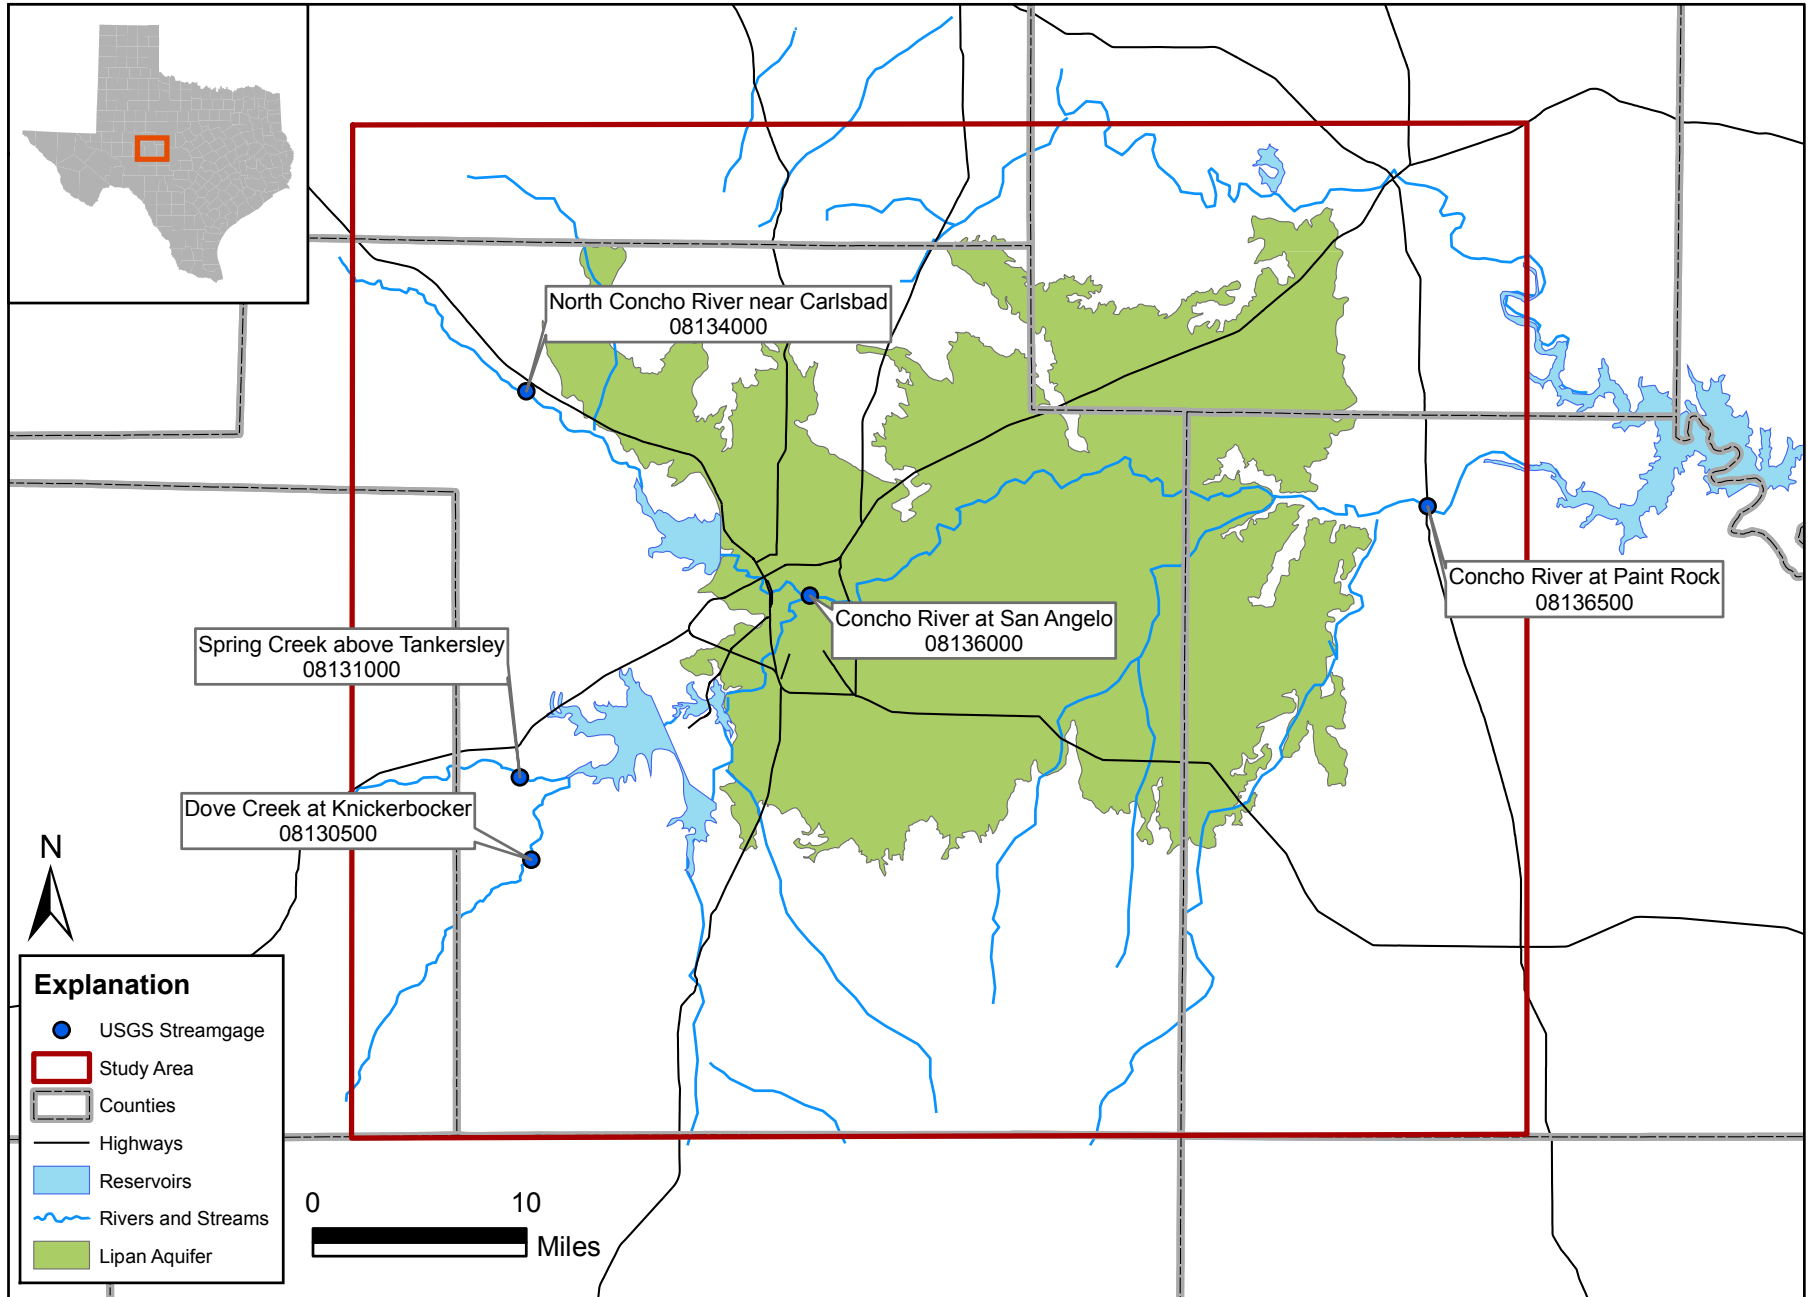 North Concho River near Carlsbad
08134000
Concho River at Paint Rock
08136500
Concho River at San Angelo
08136000
Spring Creek above Tankersley
08131000
Dove Creek at Knickerbocker
08130500
N
Explanation
USGS Streamgage
Study Area
Counties
Highways
Reservoirs
Rivers and Streams
Lipan Aquifer
0 10
Miles